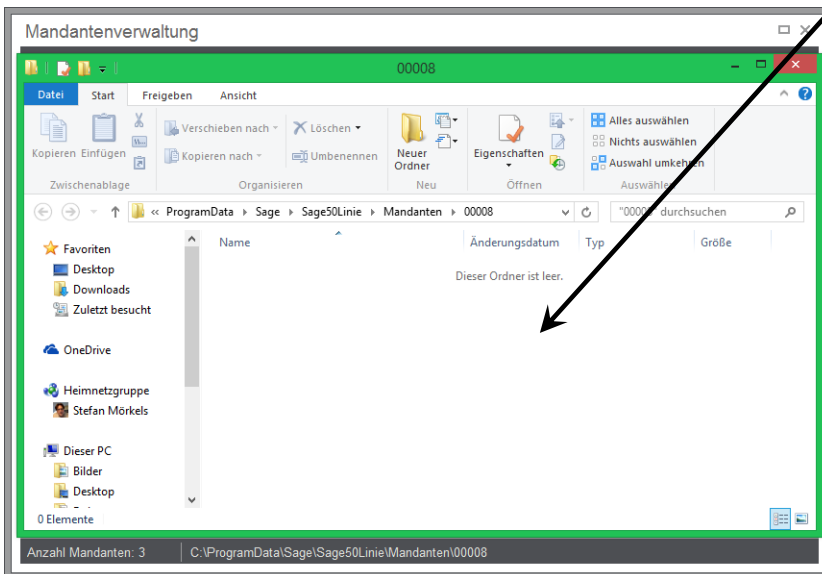 Mandantenverwaltung
00008
Datei Start Freigeben Ansicht
Kopieren Einfügen Verschieben nach Kopieren nach Löschen Umbenennen Neuer Ordner Eigenschaften Alles auswählen Nichts auswählen Auswahl umkehren
Zwischenablage Organisieren Neu Öffnen Auswählen
« ProgramData Sage Sage50Linie Mandanten 00008 "00008" durchsuchen
Name Änderungsdatum Typ Größe
Dieser Ordner ist leer.
Favoriten
Desktop
Downloads
Zuletzt besucht
OneDrive
Heimnetzgruppe
Stefan Mörkels
Dieser PC
Bilder
Desktop
0 Elemente
Anzahl Mandanten: 3 C:\ProgramData\Sage\Sage50Linie\Mandanten\00008